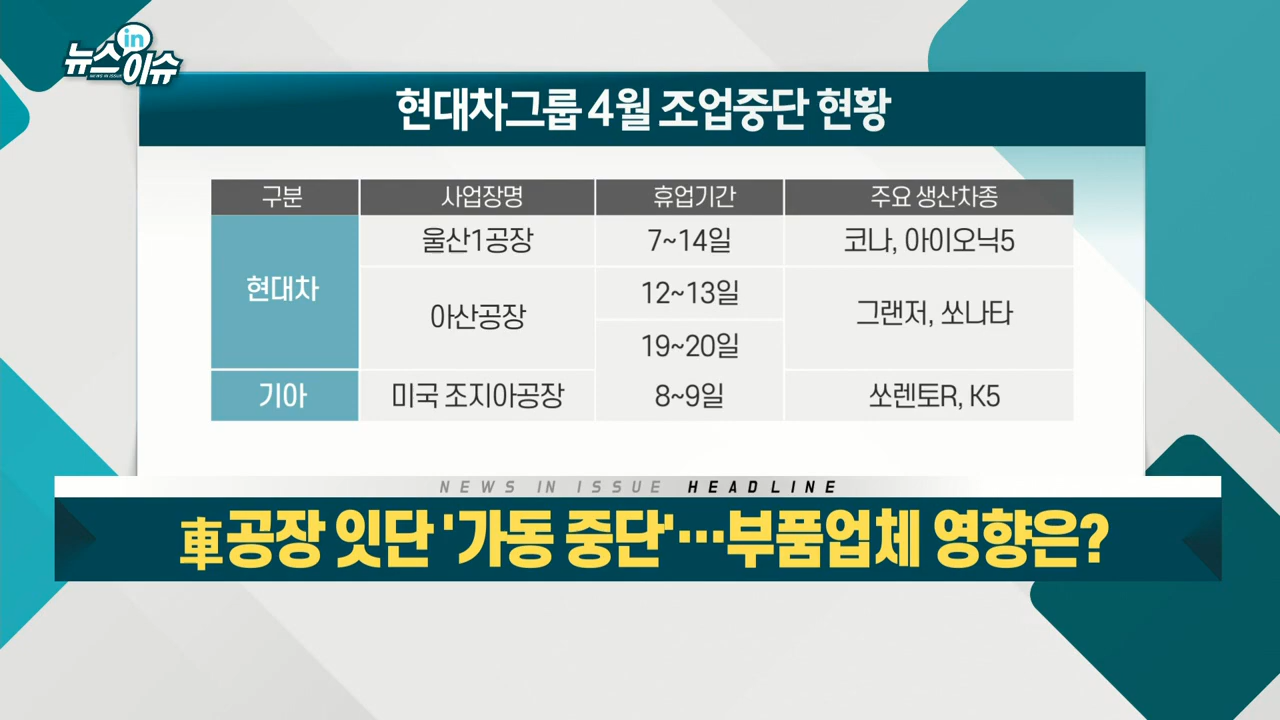 뉴스in이슈
NEWS IN ISSUE
현대차그룹 4월 조업중단 현황
구분 사업장명 휴업기간 주요 생산차종
현대차 울산1공장 7~14일 코나, 아이오닉5
아산공장 12~13일 그랜저, 쏘나타
19~20일
기아 미국 조지아공장 8~9일 쏘렌토R, K5
NEWS IN ISSUE HEADLINE
車공장 잇단 '가동 중단'…부품업체 영향은?